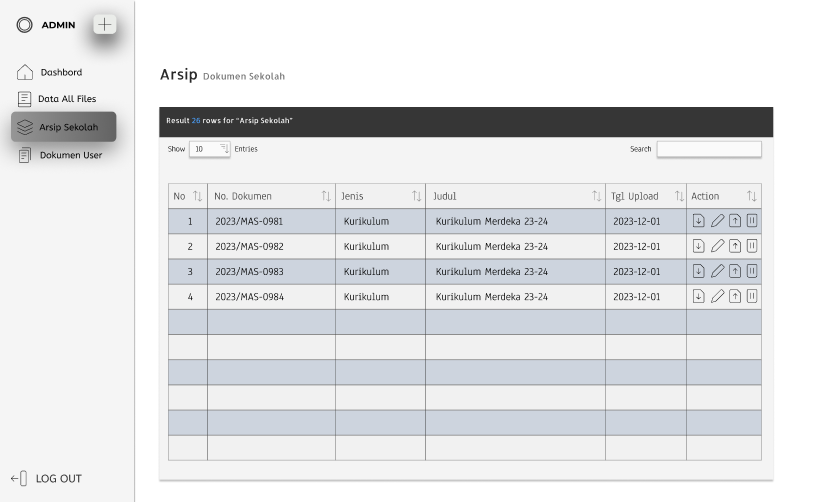 ADMIN
Dashbord
Data All Files
Arsip Sekolah
Dokumen User
LOG OUT
Arsip Dokumen Sekolah
Result 26 rows for "Arsip Sekolah"
Show 10 Entries Search
No No. Dokumen Jenis Judul Tgl Upload Action
1 2023/MAS-0981 Kurikulum Kurikulum Merdeka 23-24 2023-12-01
2 2023/MAS-0982 Kurikulum Kurikulum Merdeka 23-24 2023-12-01
3 2023/MAS-0983 Kurikulum Kurikulum Merdeka 23-24 2023-12-01
4 2023/MAS-0984 Kurikulum Kurikulum Merdeka 23-24 2023-12-01